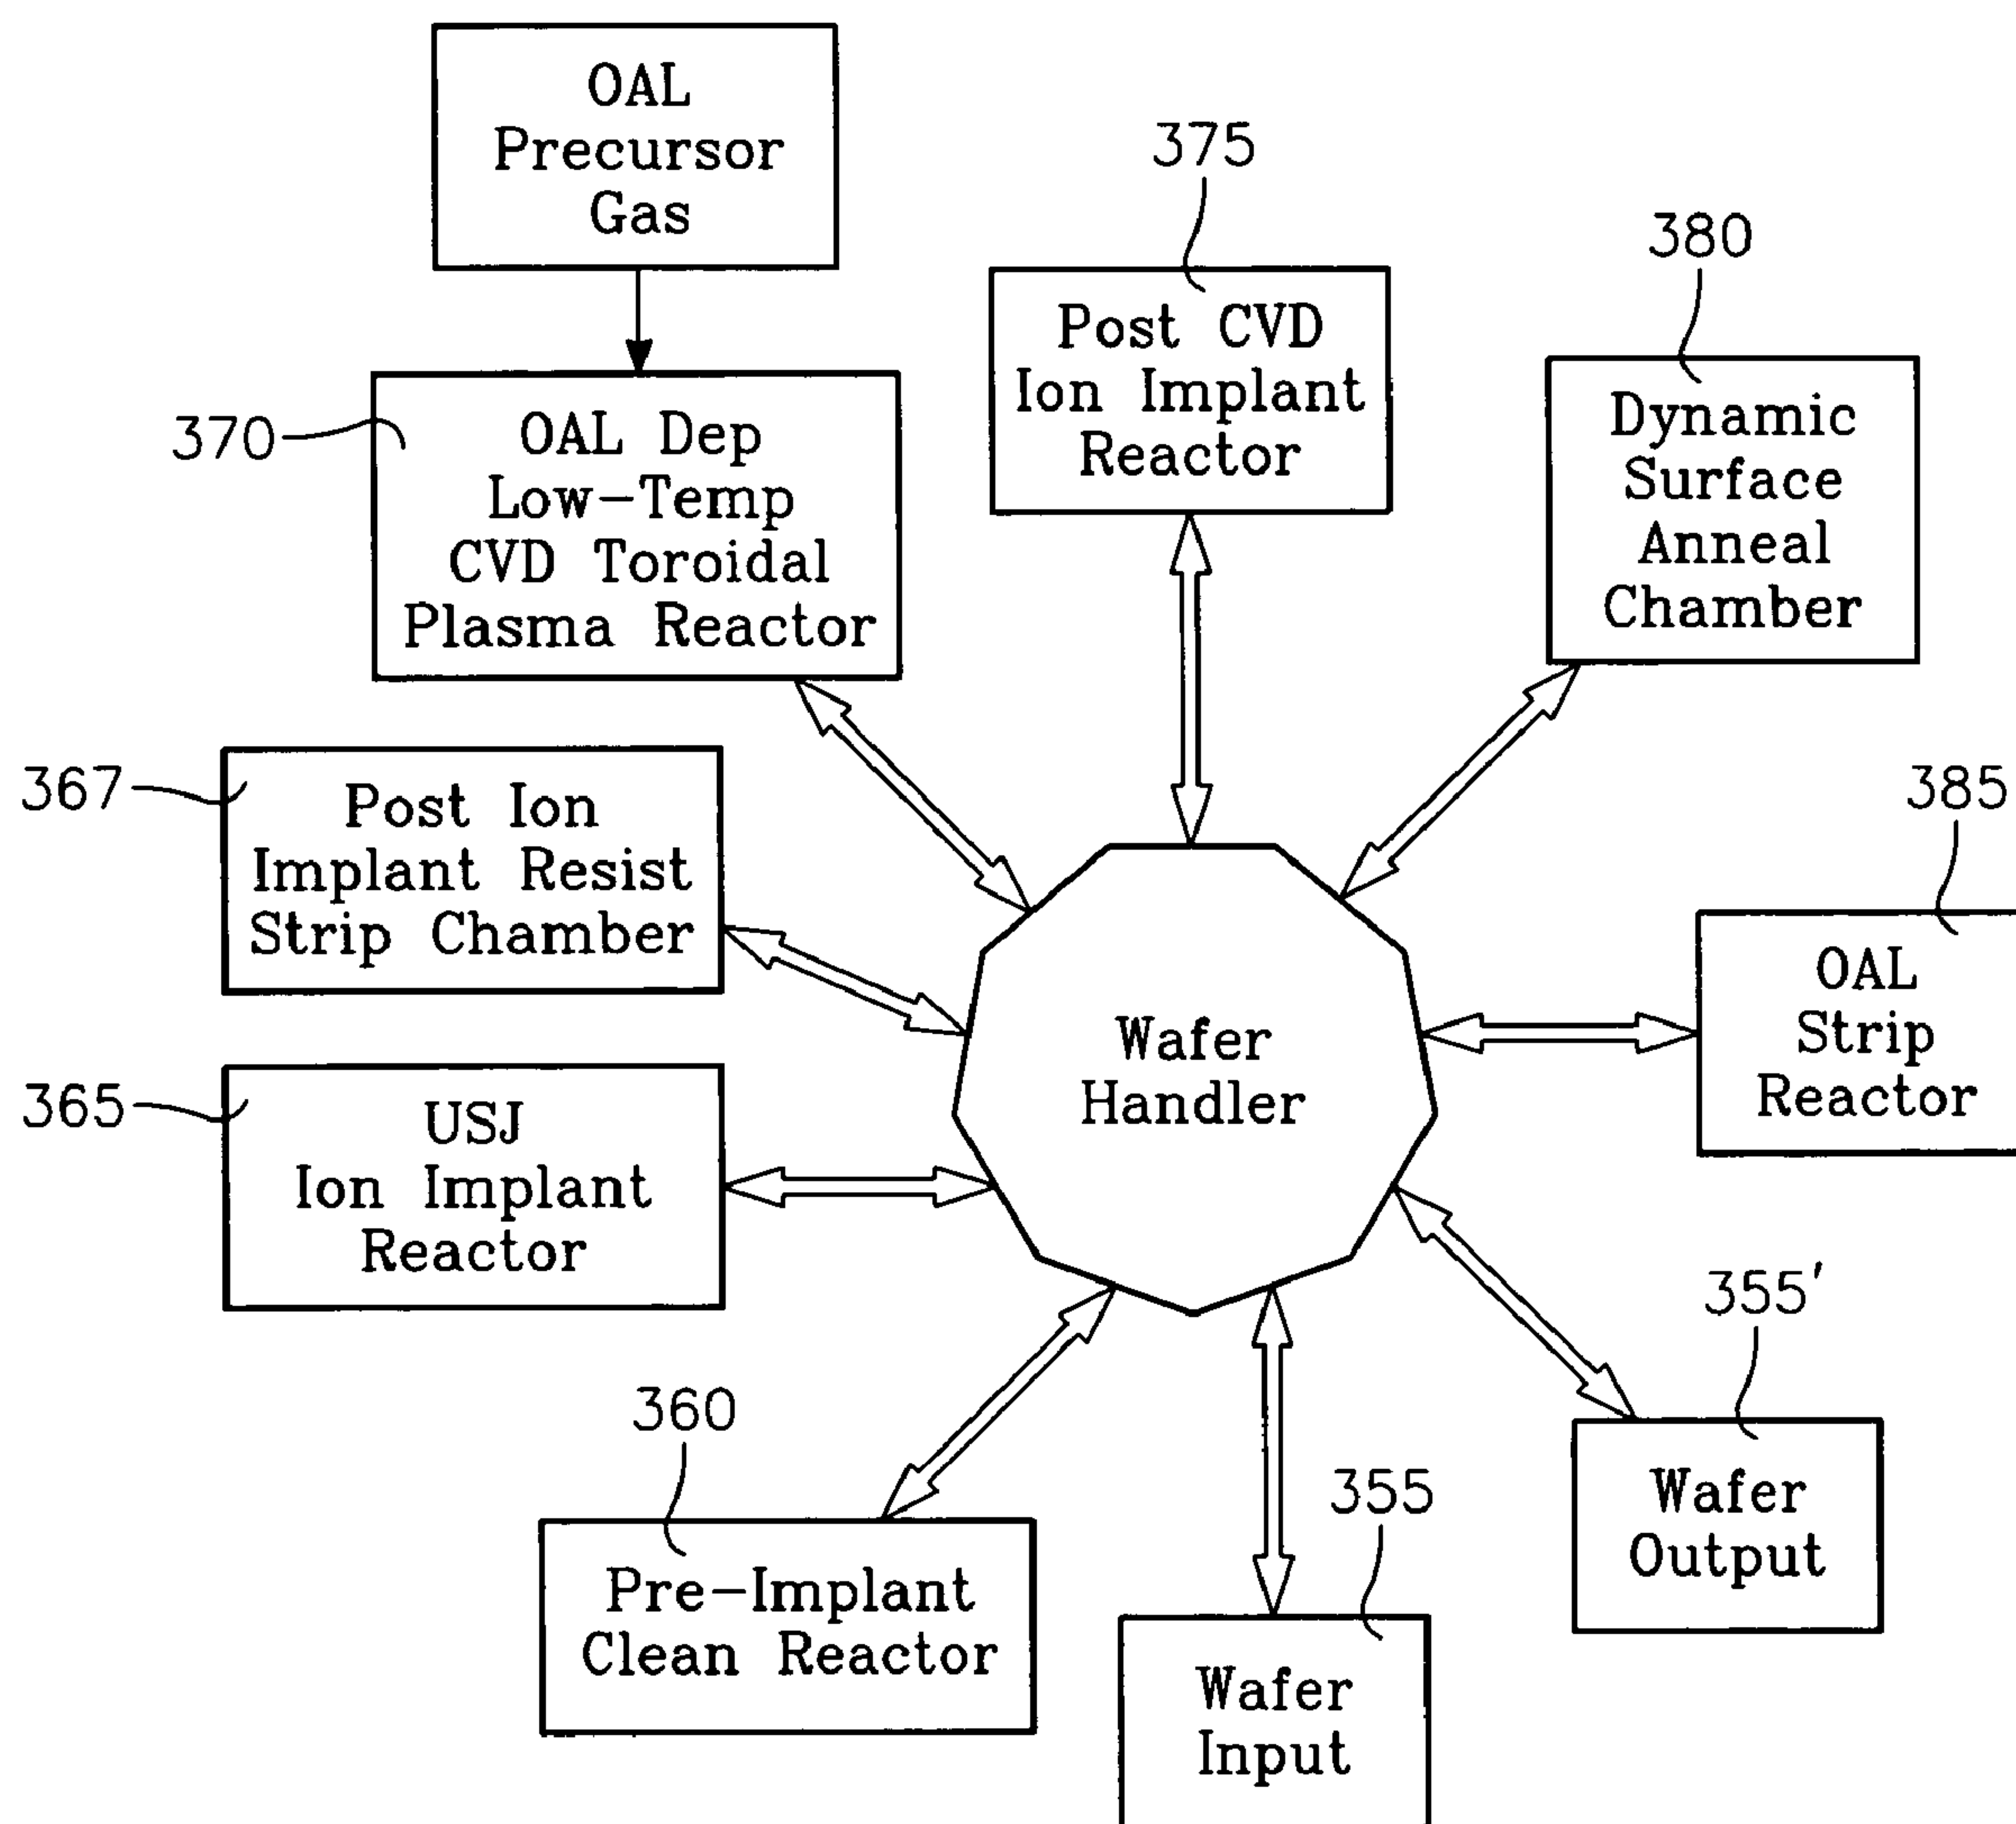 OAL
Precursor
Gas
375
380
370
OAL Dep
Low-Temp
CVD Toroidal
Plasma Reactor
Post CVD
Ion Implant
Reactor
Dynamic
Surface
Anneal
Chamber
367
Post Ion
Implant Resist
Strip Chamber
385
OAL
Strip
Reactor
Wafer
Handler
365
USJ
Ion Implant
Reactor
355'
Wafer
Output
360
Pre-Implant
Clean Reactor
355
Wafer
Input